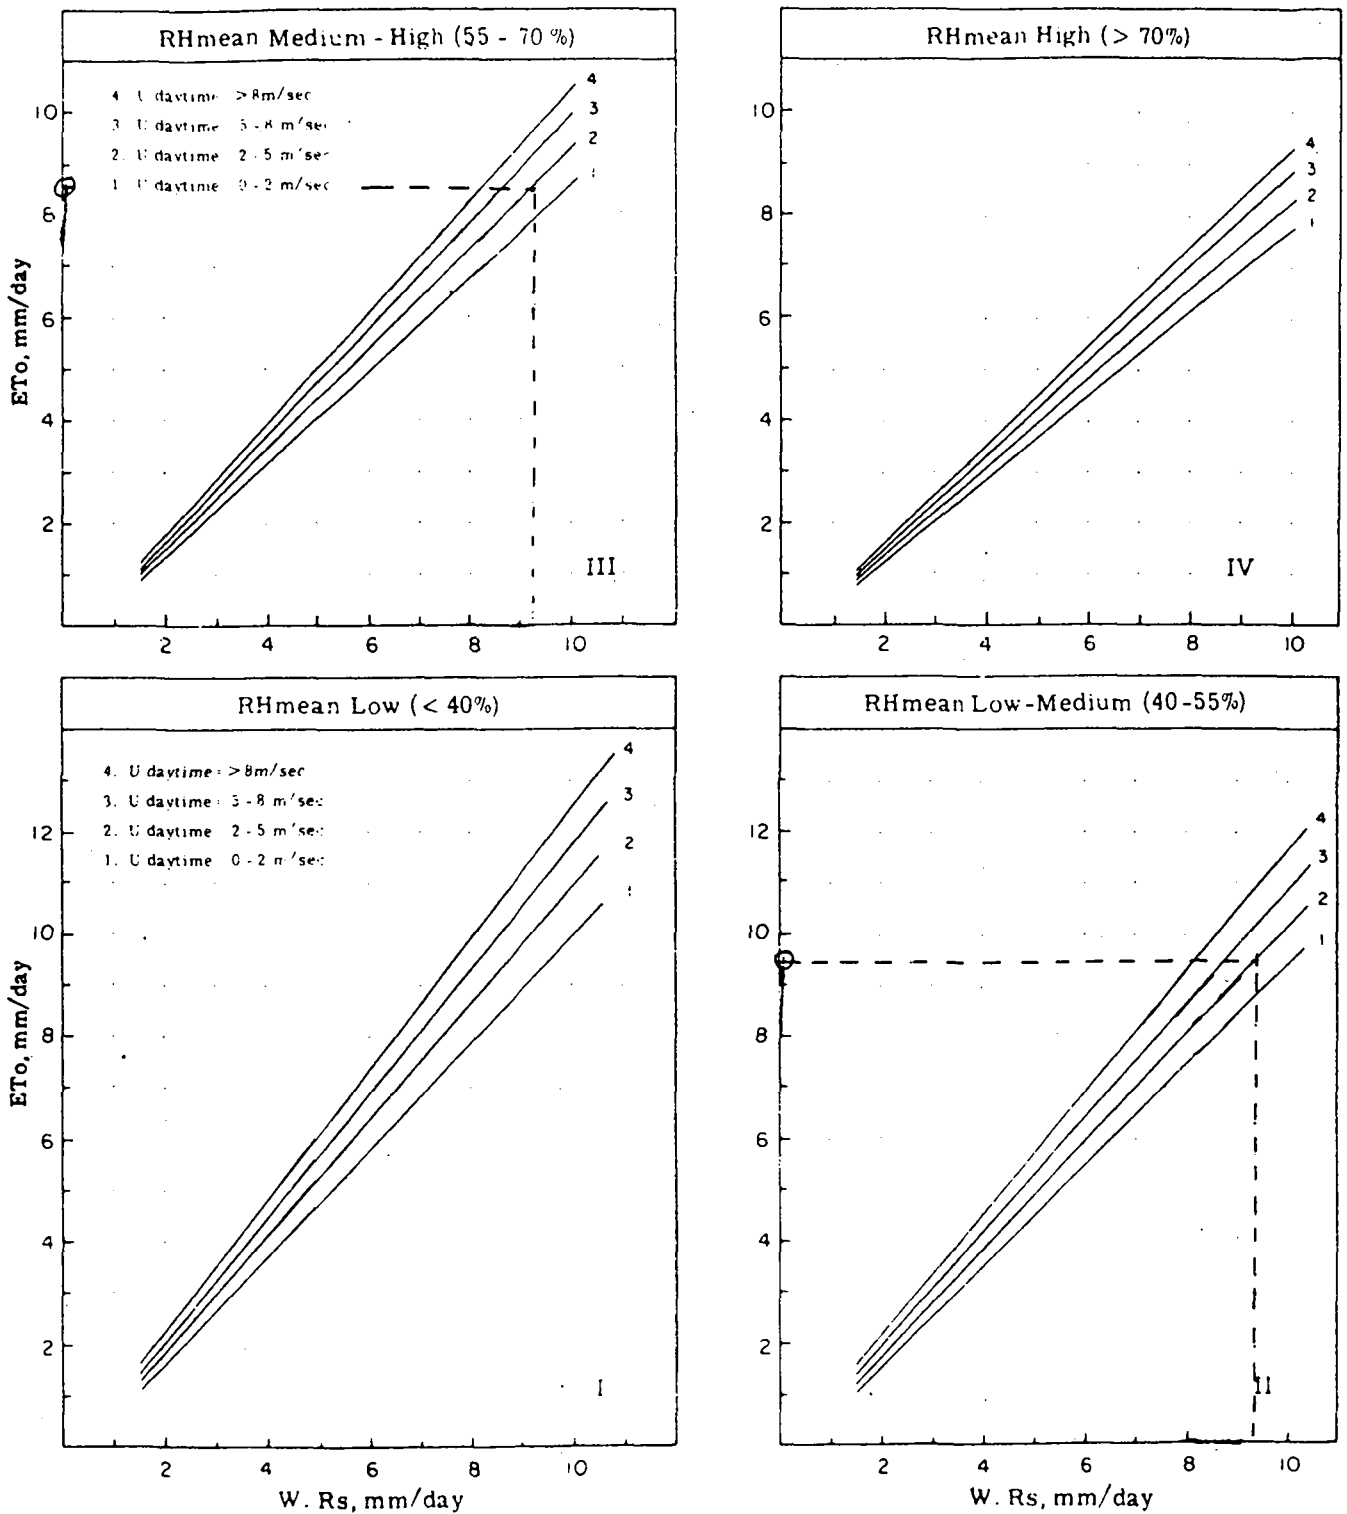 RHmean Medium - High (55 - 70 %)
4 U daytime >8m/sec
3 U daytime 5-8 m/sec
2. U daytime 2-5 m/sec
1 U daytime 0-2 m/sec
4
3
2
1
10
8
6
4
2
ETo, mm/day
III
2 4 6 8 10
RHmean High (> 70%)
4
3
2
1
10
8
6
4
2
IV
2 4 6 8 10
RHmean Low (< 40%)
4. U daytime >8m/sec
3. U daytime 5-8 m/sec
2. U daytime 2-5 m/sec
1. U daytime 0-2 m/sec
4
3
2
1
12
10
8
6
4
2
ETo, mm/day
I
2 4 6 8 10
W. Rs, mm/day
RHmean Low-Medium (40-55%)
4
3
2
1
12
10
8
6
4
2
II
2 4 6 8 10
W. Rs, mm/day